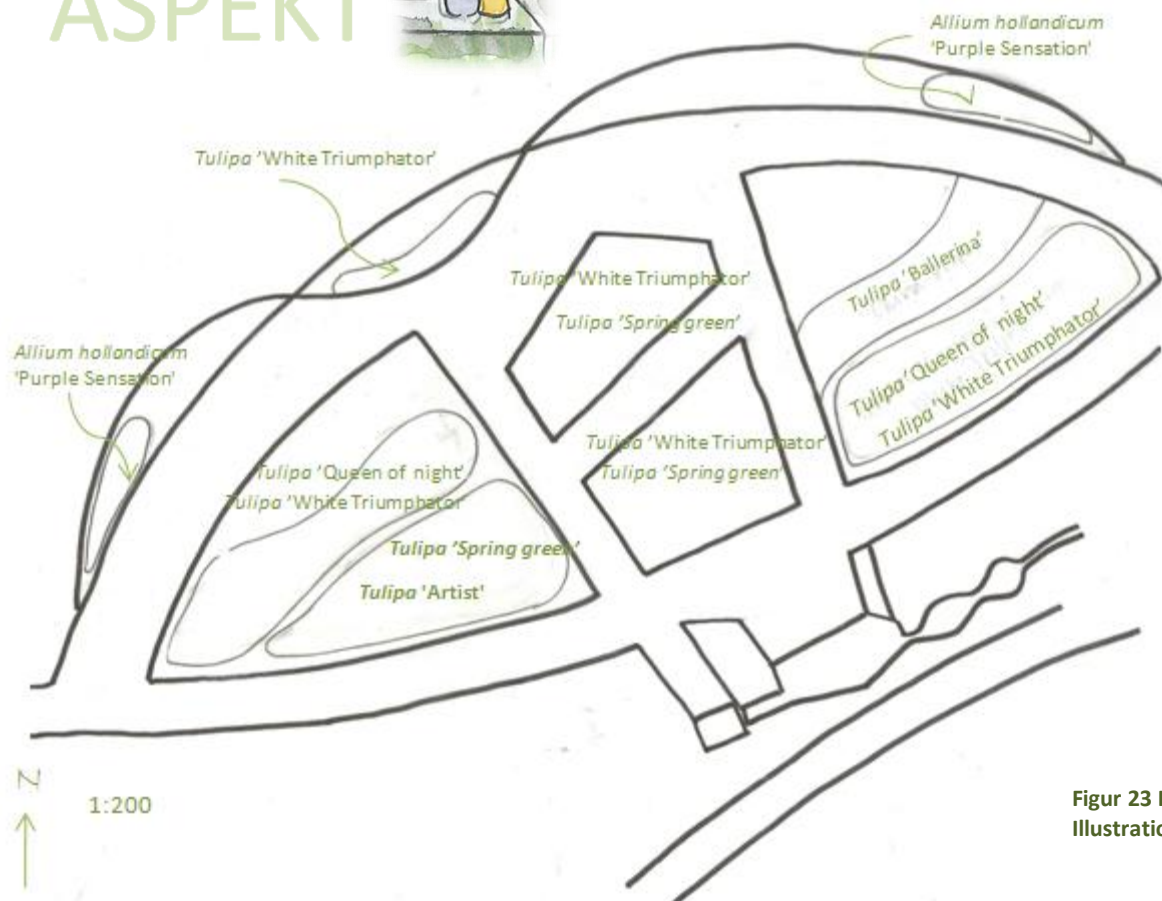 ASPEKT
Allium hollandicum
'Purple Sensation'
Tulipa 'White Triumphator'
Tulipa 'White Triumphator'
Tulipa 'Spring green'
Tulipa 'Ballerina'
Tulipa 'Queen of night'
Tulipa 'White Triumphator'
Allium hollandicum
'Purple Sensation'
Tulipa 'White Triumphator'
Tulipa 'Spring green'
Tulipa 'Queen of night'
Tulipa 'White Triumphator'
Tulipa 'Spring green'
Tulipa 'Artist'
N
1:200
Figur 23